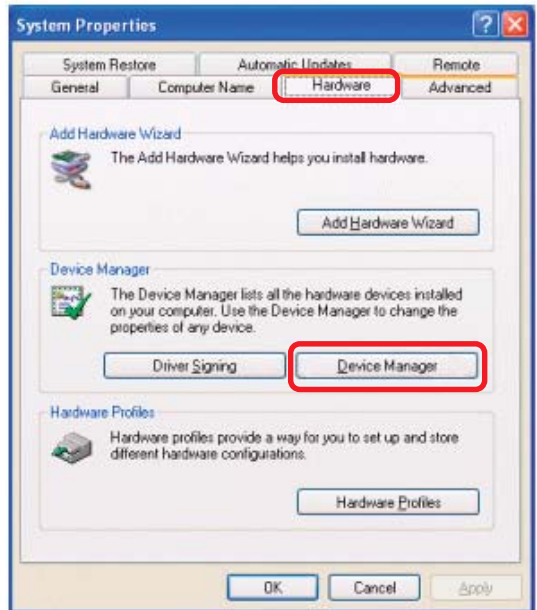 System Properties
System Restore Automatic Updates Remote
General Computer Name Hardware Advanced
Add Hardware Wizard
The Add Hardware Wizard helps you install hardware.
Add Hardware Wizard
Device Manager
The Device Manager lists all the hardware devices installed
on your computer. Use the Device Manager to change the
properties of any device.
Driver Signing Device Manager
Hardware Profiles
Hardware profiles provide a way for you to set up and store
different hardware configurations.
Hardware Profiles
OK Cancel Apply